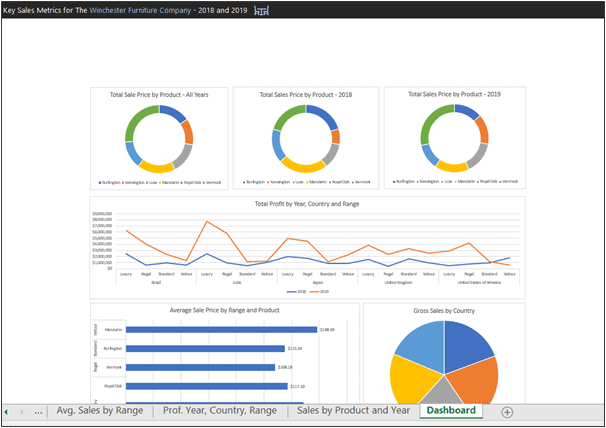 Key Sales Metrics for The Winchester Furniture Company - 2018 and 2019
Total Sale Price by Product - All Years
Total Sales Price by Product - 2018
Total Sales Price by Product - 2019
Burlington Kensington Luxe Mandarin Royal Oak Vermont
Burlington Kensington Luxe Mandarin Royal Oak Vermont
Burlington Kensington Luxe Mandarin Royal Oak Vermont
Total Profit by Year, Country and Range
$9,000,000
$8,000,000
$7,000,000
$6,000,000
$5,000,000
$4,000,000
$3,000,000
$2,000,000
$1,000,000
$0
Luxury Regal Standard Velour Luxury Regal Standard Velour Luxury Regal Standard Velour Luxury Regal Standard Velour Luxury Regal Standard Velour
Brazil India Japan United Kingdom United States of America
2018 2019
Average Sale Price by Range and Product
Gross Sales by Country
Velour
Mandarin
$138.99
Standard
Burlington
Regal
Vermont
Royal Oak
... Avg. Sales by Range Prof. Year, Country, Range Sales by Product and Year Dashboard